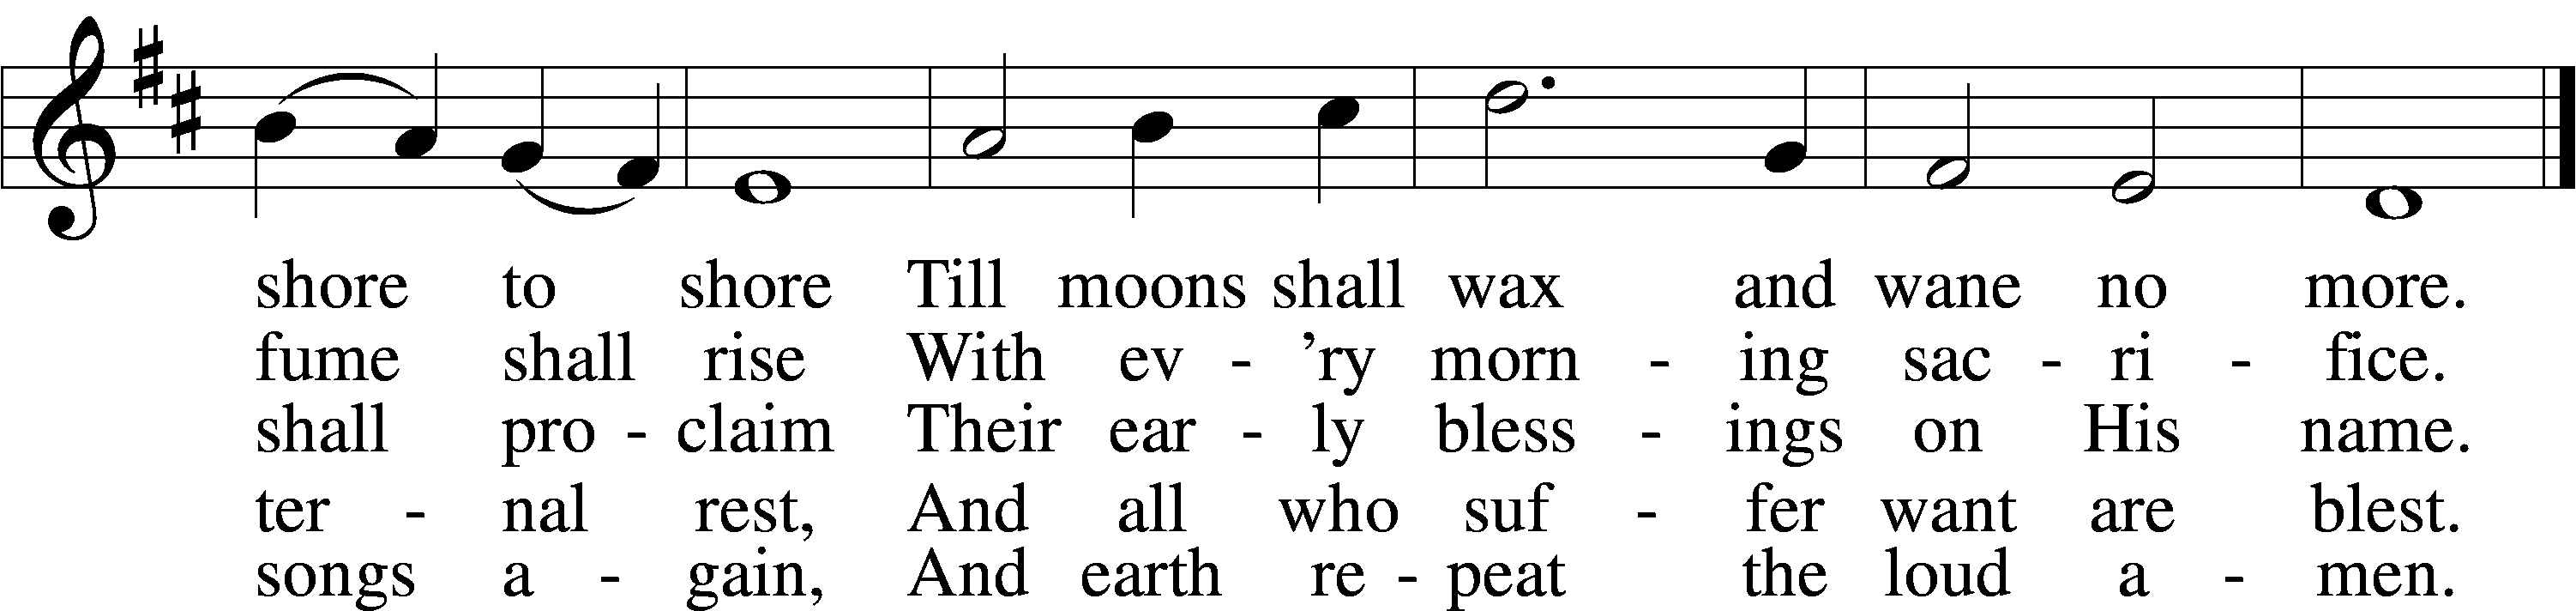 shore to shore Till moons shall wax and wane no more.
fume shall rise With ev - ’ry morn - ing sac - ri - fice.
shall pro - claim Their ear - ly bless - ings on His name.
ter - nal rest, And all who suf - fer want are blest.
songs a - gain, And earth re - peat the loud a - men.